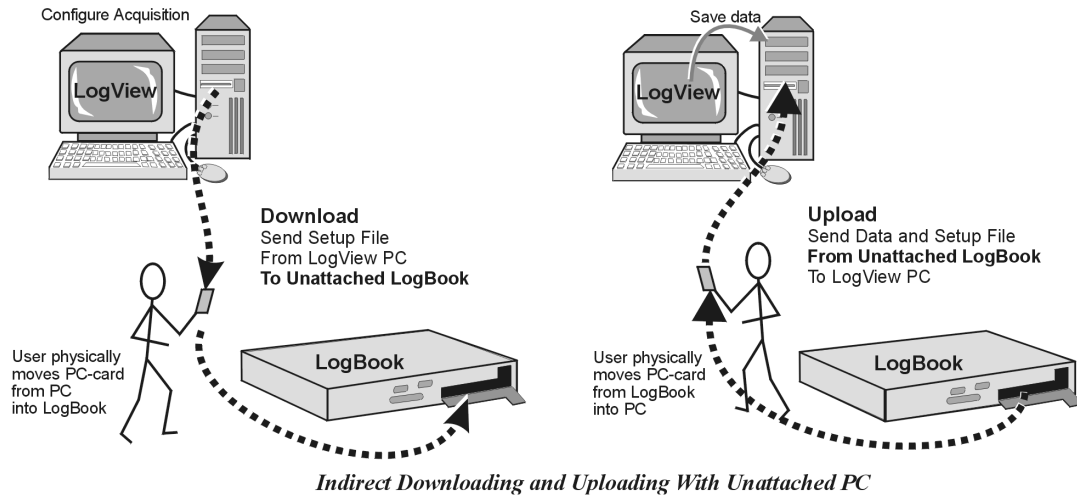 Configure Acquisition
LogView
Download
Send Setup File
From LogView PC
To Unattached LogBook
User physically
moves PC-card
from PC
into LogBook
LogBook
Save data
LogView
Upload
Send Data and Setup File
From Unattached LogBook
To LogView PC
User physically
moves PC-card
from LogBook
into PC
LogBook
Indirect Downloading and Uploading With Unattached PC